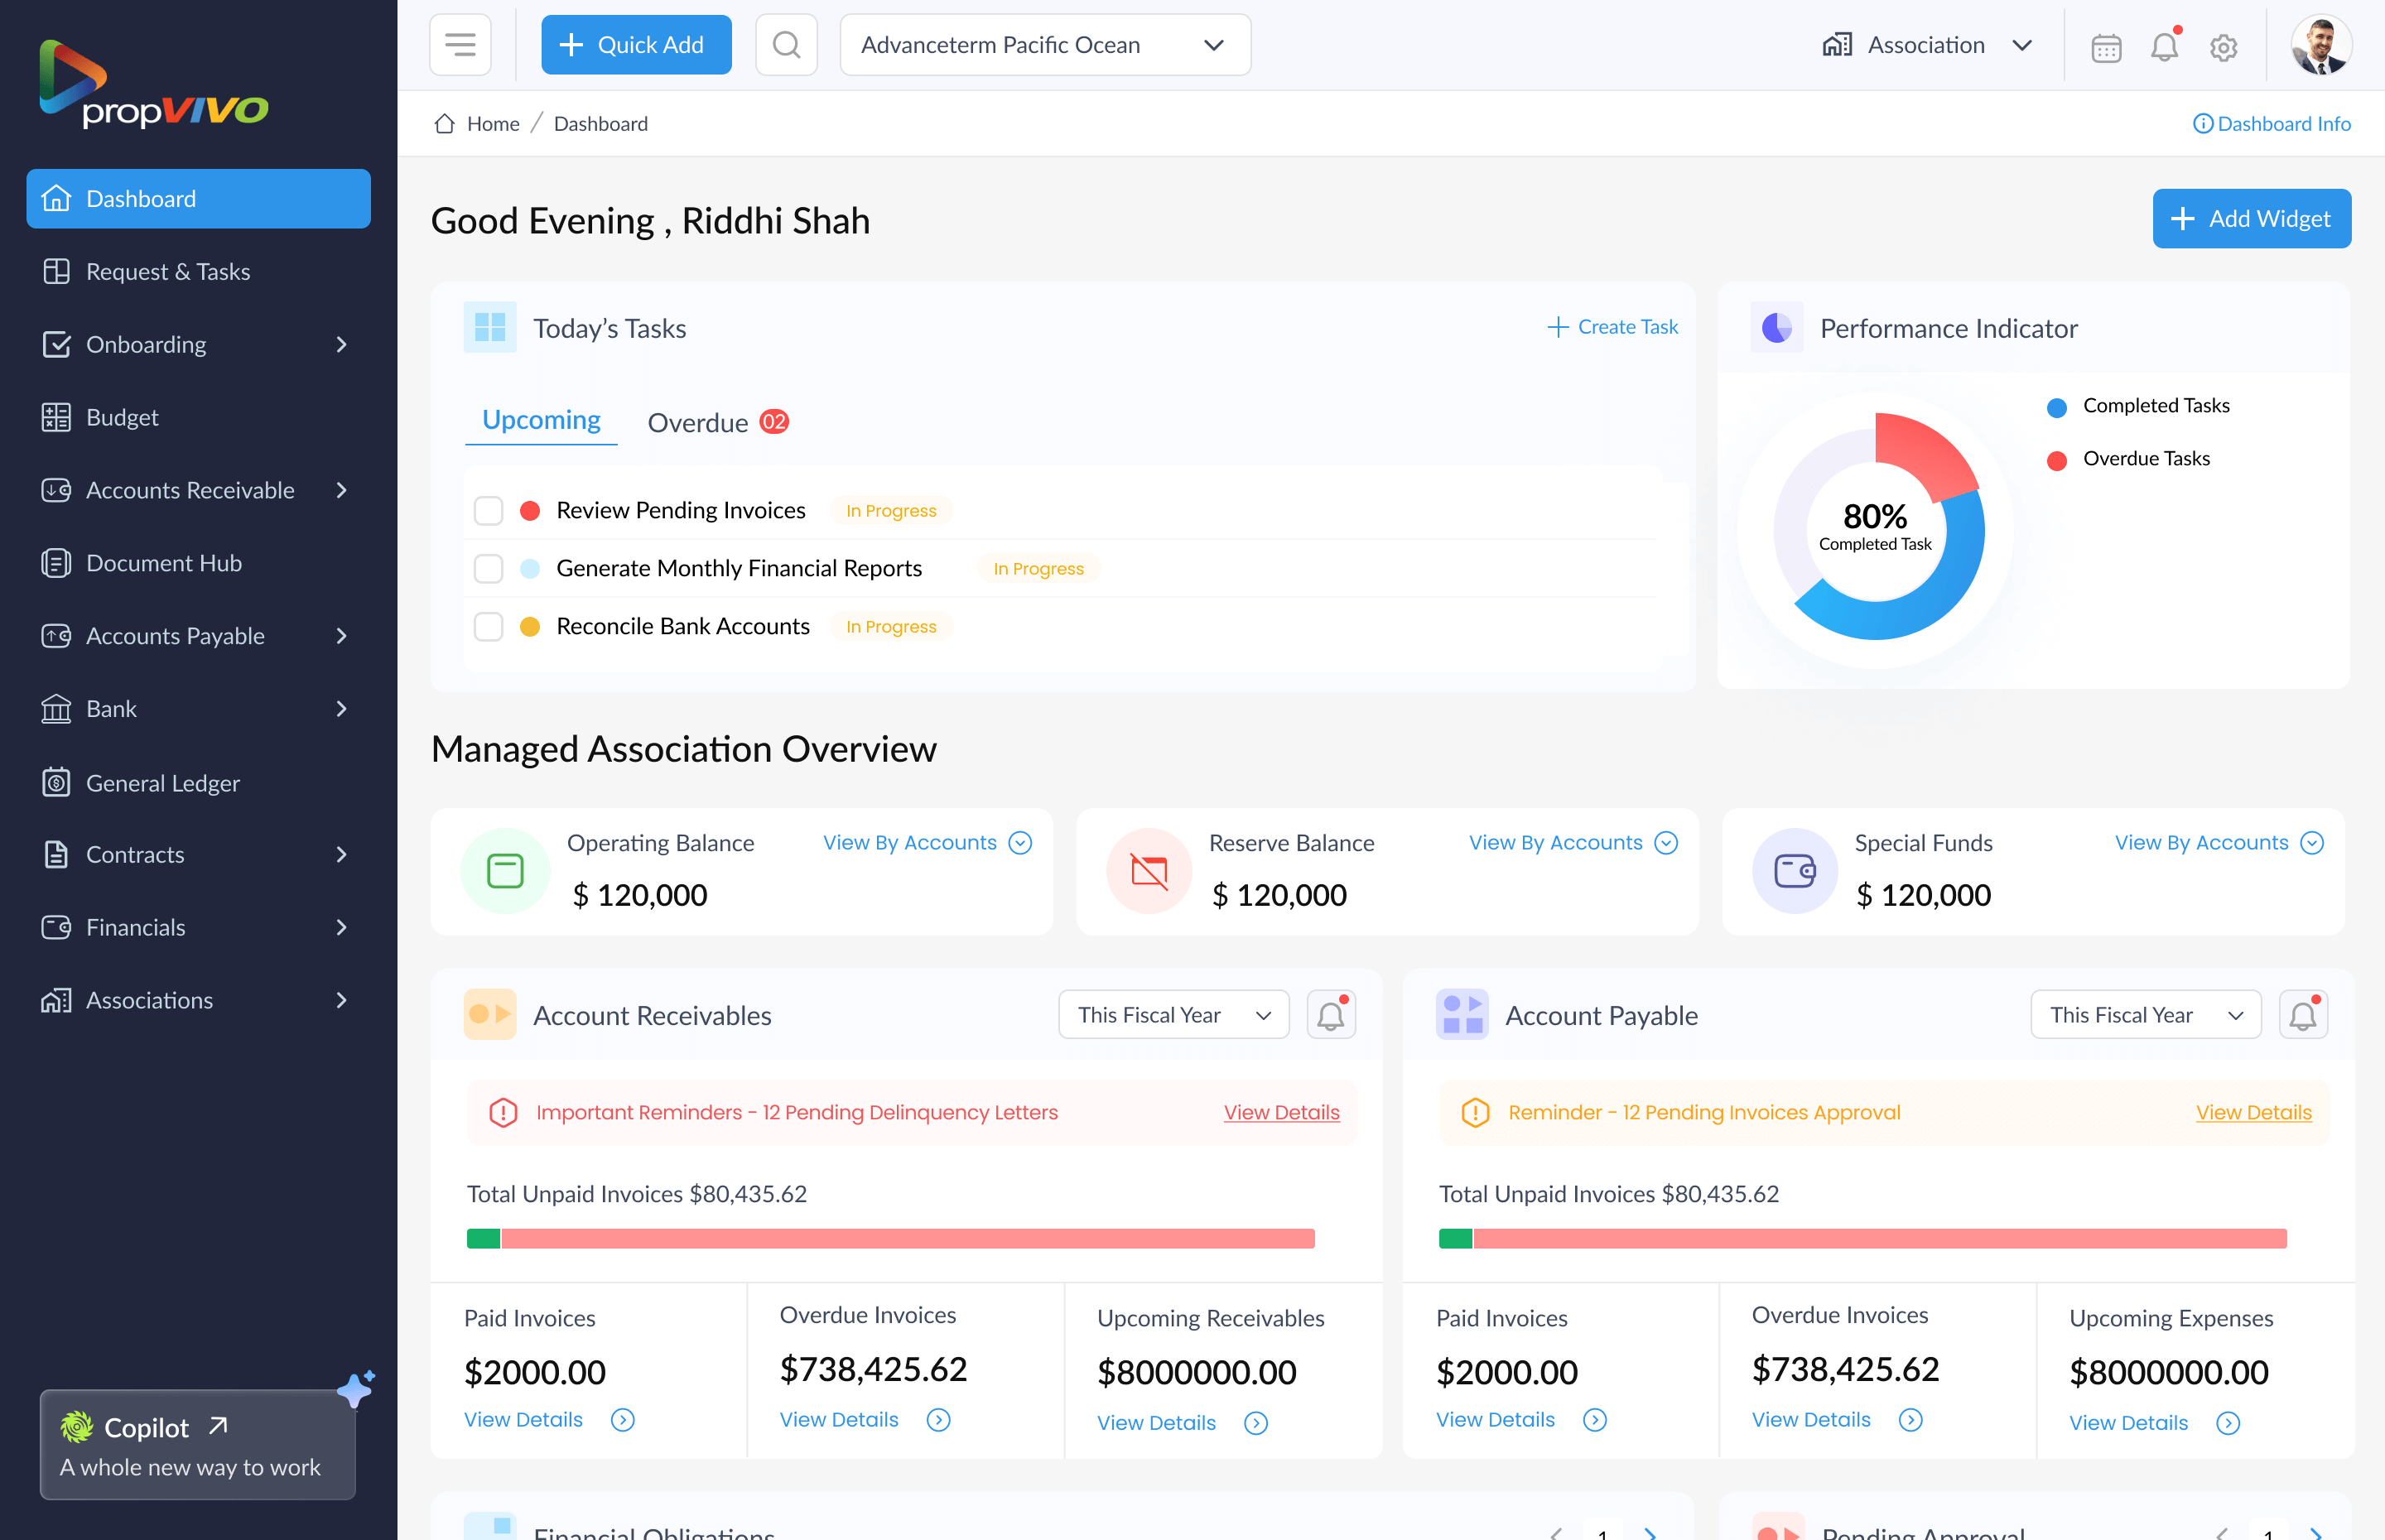 propVIVO
Dashboard
Request & Tasks
Onboarding
Budget
Accounts Receivable
Document Hub
Accounts Payable
Bank
General Ledger
Contracts
Financials
Associations
Copilot
A whole new way to work
Quick Add
Advanceterm Pacific Ocean
Association
Home / Dashboard
Dashboard Info
Good Evening , Riddhi Shah
Add Widget
Today’s Tasks
Create Task
Upcoming
Overdue 02
Review Pending Invoices In Progress
Generate Monthly Financial Reports In Progress
Reconcile Bank Accounts In Progress
Performance Indicator
80%
Completed Task
Completed Tasks
Overdue Tasks
Managed Association Overview
Operating Balance
View By Accounts
$ 120,000
Reserve Balance
View By Accounts
$ 120,000
Special Funds
View By Accounts
$ 120,000
Account Receivables
This Fiscal Year
Important Reminders - 12 Pending Delinquency Letters
View Details
Total Unpaid Invoices $80,435.62
Paid Invoices
$2000.00
View Details
Overdue Invoices
$738,425.62
View Details
Upcoming Receivables
$8000000.00
View Details
Account Payable
This Fiscal Year
Reminder - 12 Pending Invoices Approval
View Details
Total Unpaid Invoices $80,435.62
Paid Invoices
$2000.00
View Details
Overdue Invoices
$738,425.62
View Details
Upcoming Expenses
$8000000.00
View Details
Financial Obligations
1
Pending Approval
1